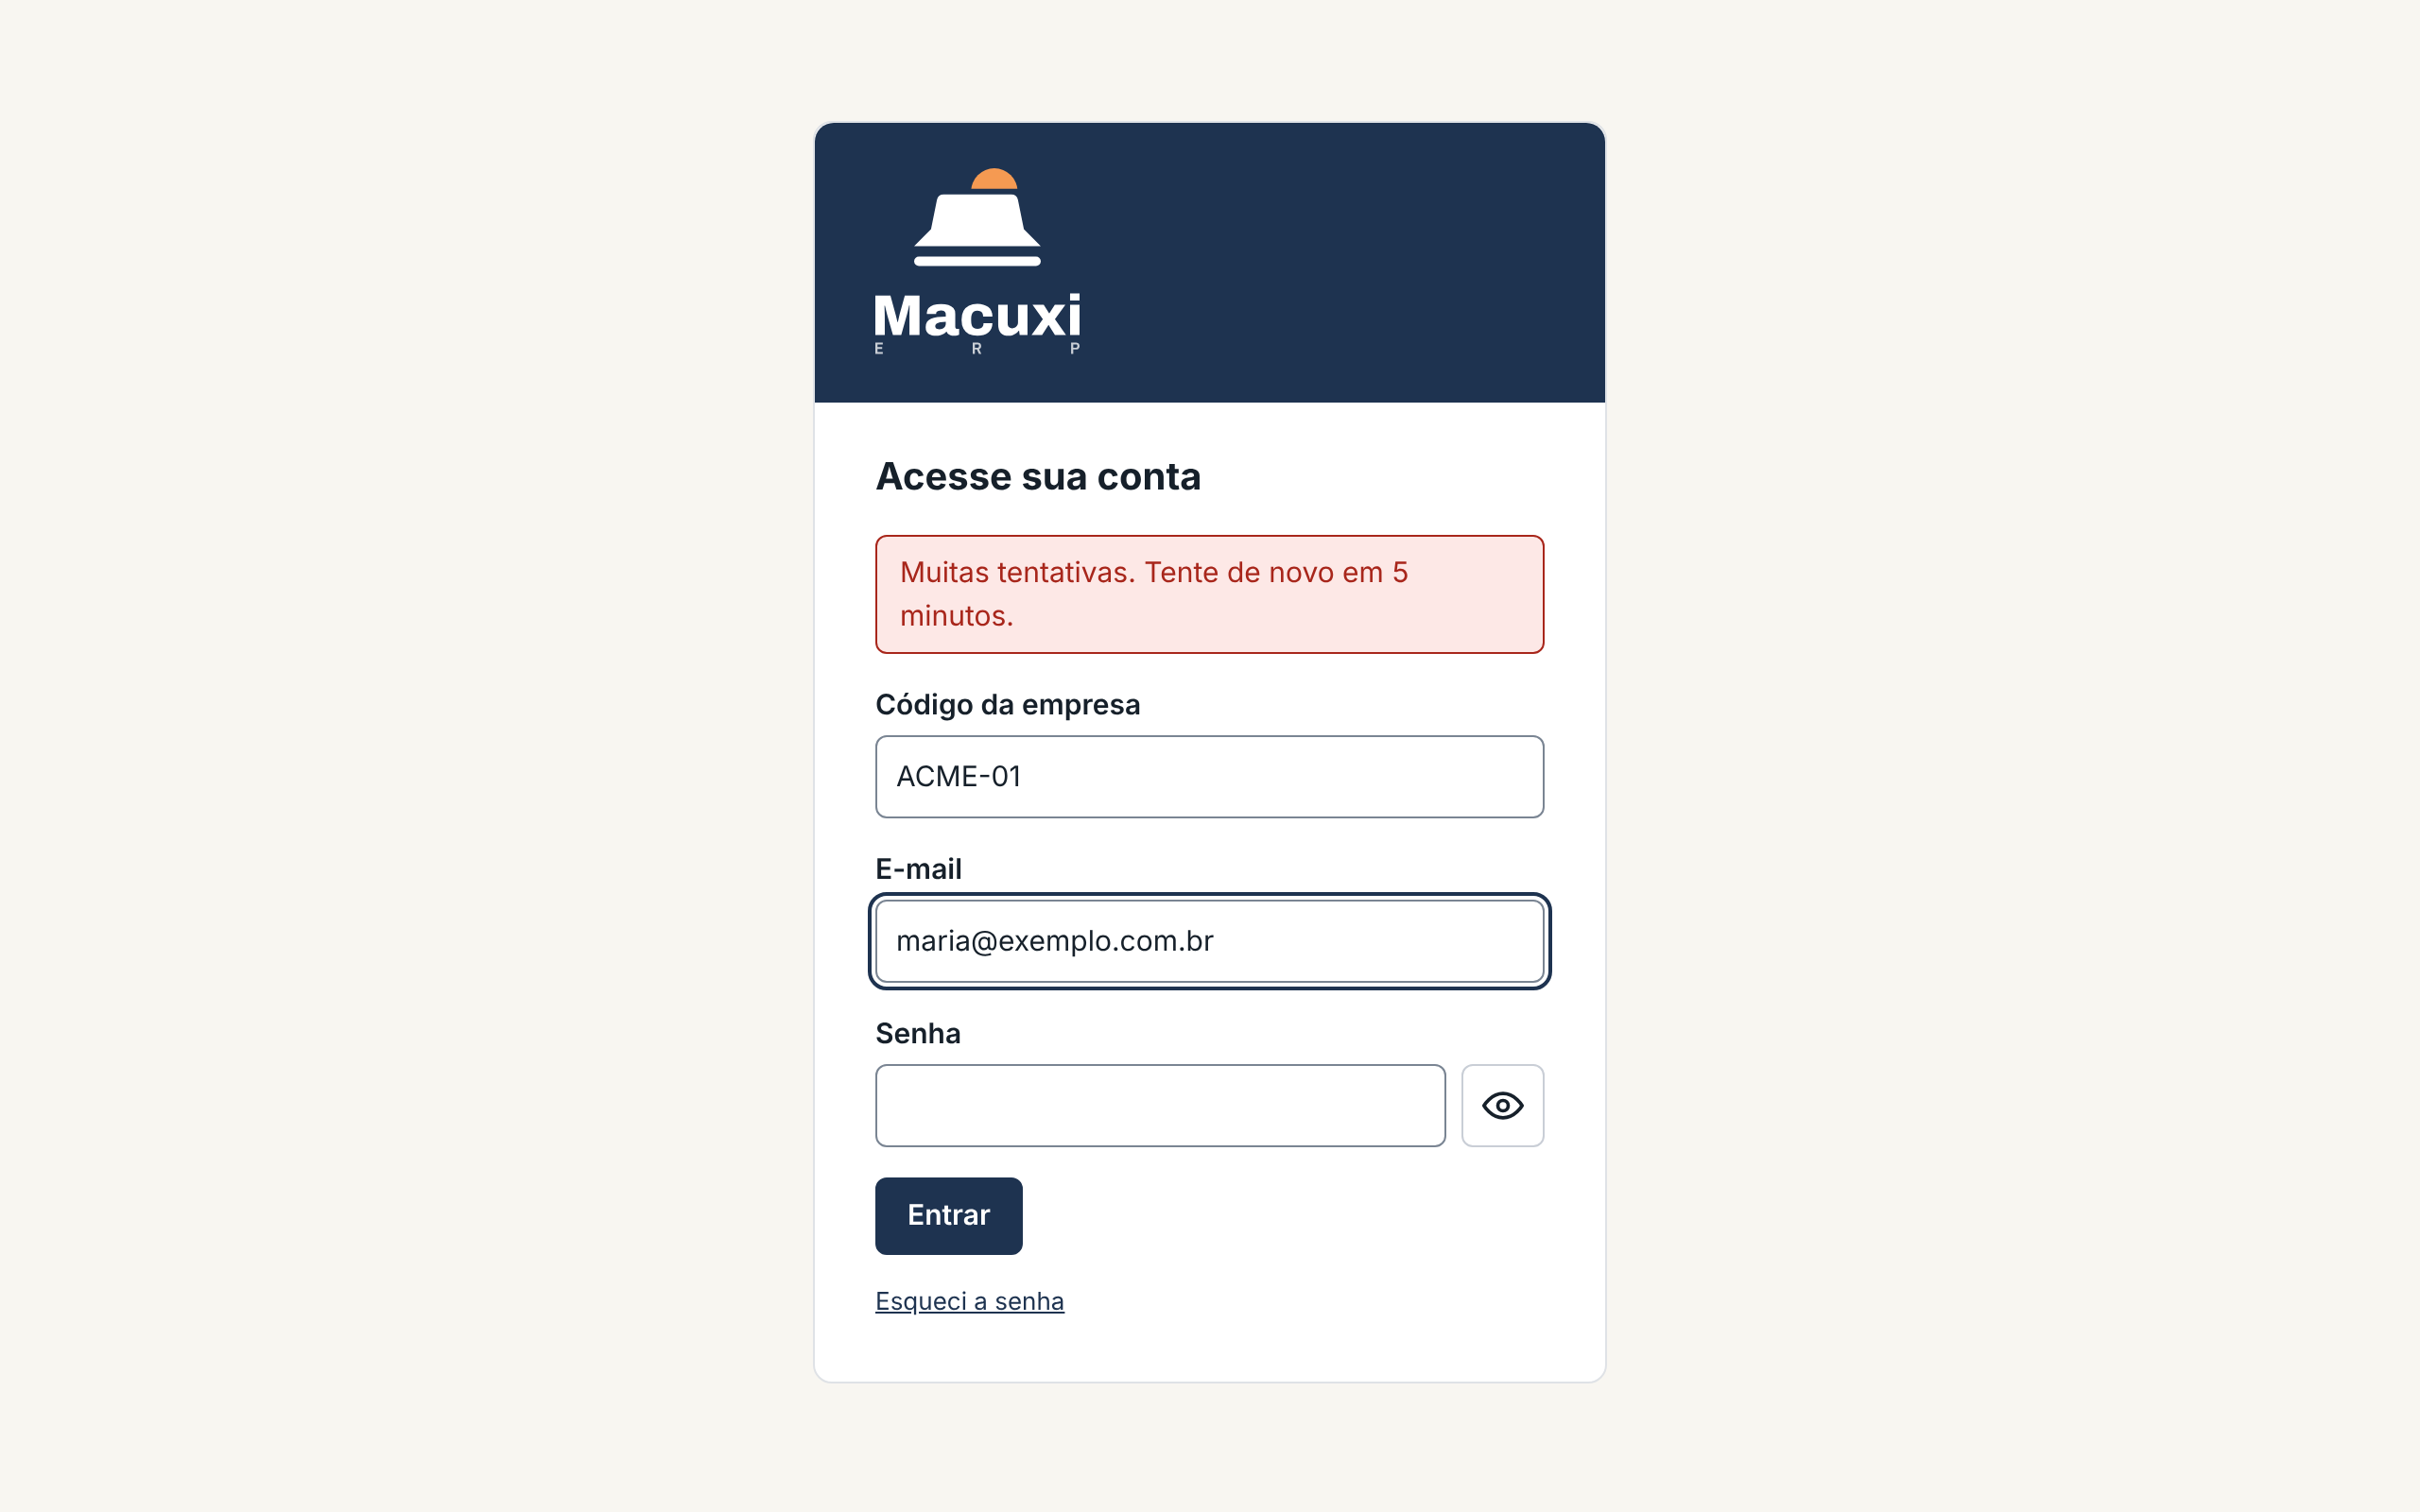 Macuxi
E R P
Acesse sua conta
Muitas tentativas. Tente de novo em 5
minutos.
Código da empresa
ACME-01
E-mail
maria@exemplo.com.br
Senha
Entrar
Esqueci a senha